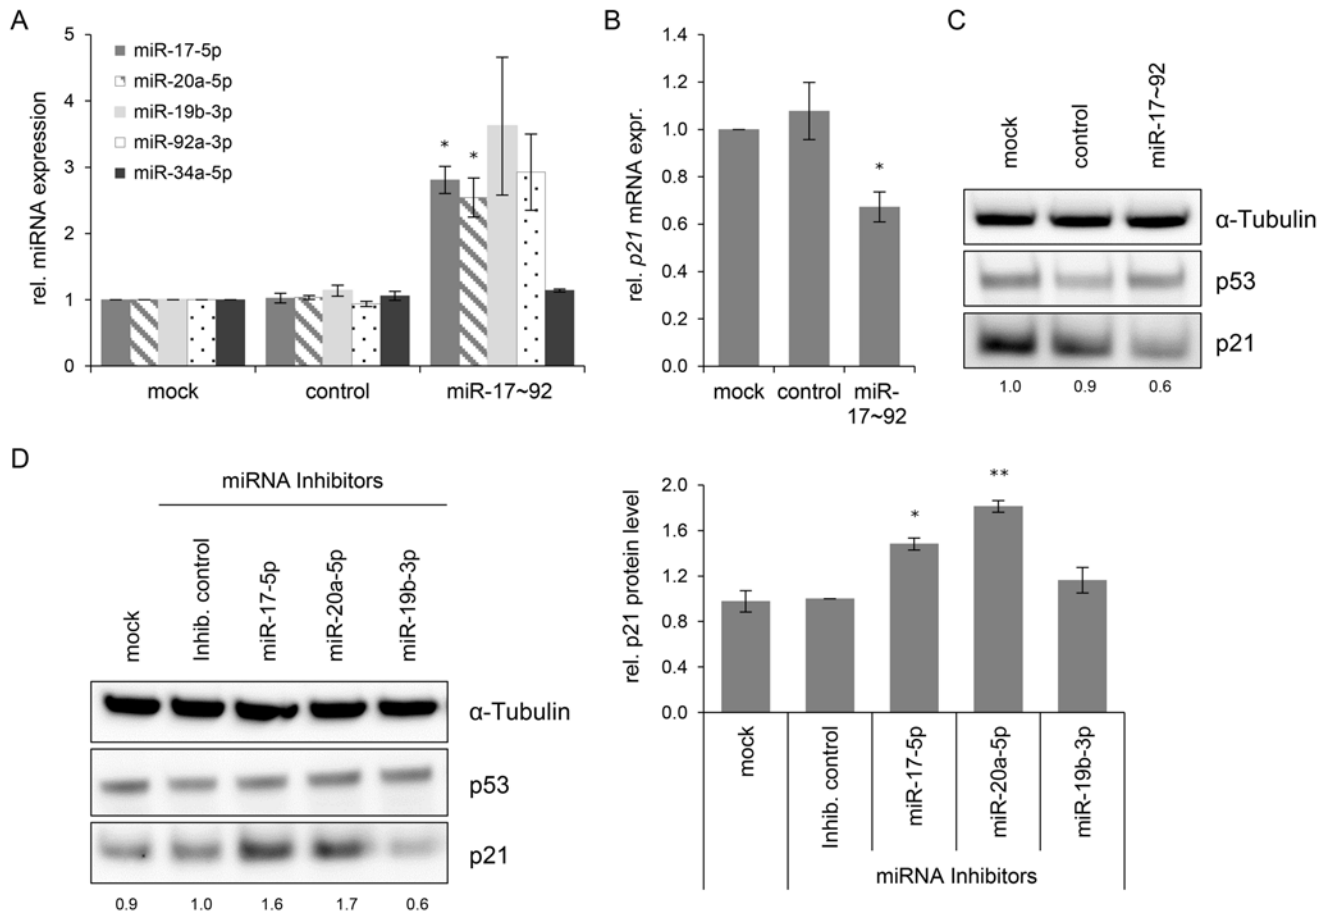 A
5
4
3
2
1
0
rel. miRNA expression
miR-17-5p
miR-20a-5p
miR-19b-3p
miR-92a-3p
miR-34a-5p
* *
mock control miR-17~92
B
1.4
1.2
1.0
0.8
0.6
0.4
0.2
0.0
rel. p21 mRNA expr.
*
mock control miR-
17~92
C
mock control miR-17~92
α-Tubulin
p53
p21
1.0 0.9 0.6
D
miRNA Inhibitors
mock Inhib. control miR-17-5p miR-20a-5p miR-19b-3p
α-Tubulin
p53
p21
0.9 1.0 1.6 1.7 0.6
2.0
1.6
1.2
0.8
0.4
0.0
rel. p21 protein level
* **
mock Inhib. control miR-17-5p miR-20a-5p miR-19b-3p
miRNA Inhibitors